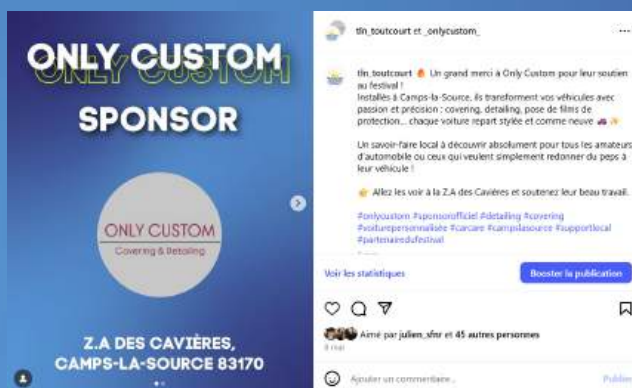 ONLY CUSTOM
ONLY CUSTOM
SPONSOR
ONLY CUSTOM
Covering & Detailing
Z.A DES CAVIÈRES,
CAMPS-LA-SOURCE 83170
tln_toutcourt et _onlycustom_
tln_toutcourt 🔥 Un grand merci à Only Custom pour leur soutien
au festival !
Installés à Camps-la-Source, ils transforment vos véhicules avec
passion et précision : covering, detailing, pose de films de
protection... chaque voiture repart stylée et comme neuve 🚗 ✨
Un savoir-faire local à découvrir absolument pour tous les amateurs
d'automobile ou ceux qui veulent simplement redonner du peps à
leur véhicule !
👉 Allez les voir à la Z.A des Cavières et soutenez leur beau travail.
#onlycustom #sponsorofficiel #detailing #covering
#voiturepersonnalisée #carcare #campslasource #supportlocal
#partenairedufestival
Voir les statistiques
Booster la publication
Aimé par julien_sfnr et 45 autres personnes
8 mai
Ajouter un commentaire...
Publier